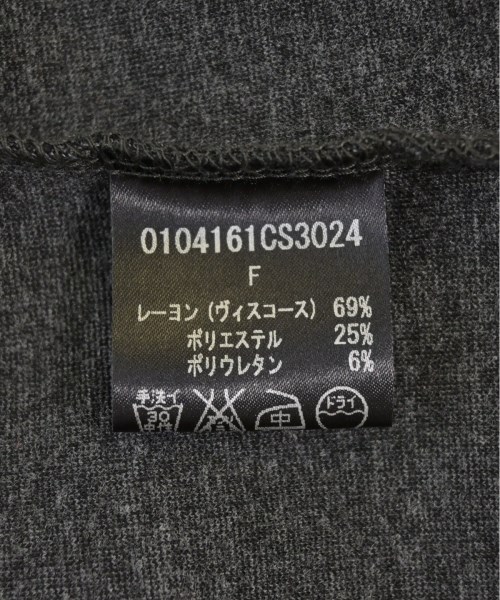 0104161CS3024
F
レーヨン(ヴィスコース) 69%
ポリエステル 25%
ポリウレタン 6%
手洗イ
30
中
ドライ